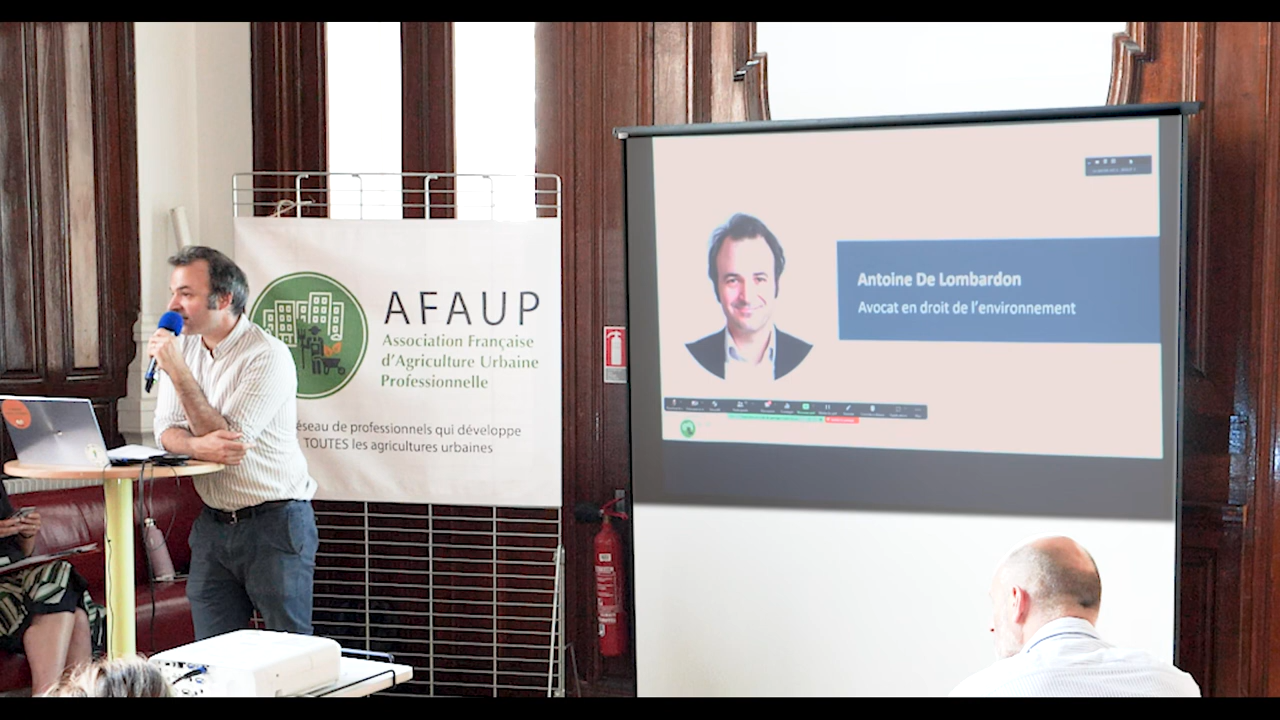 AFAUP
Association Française
d'Agriculture Urbaine
Professionnelle
éseau de professionnels qui développe
TOUTES les agricultures urbaines
Antoine De Lombardon
Avocat en droit de l'environnement